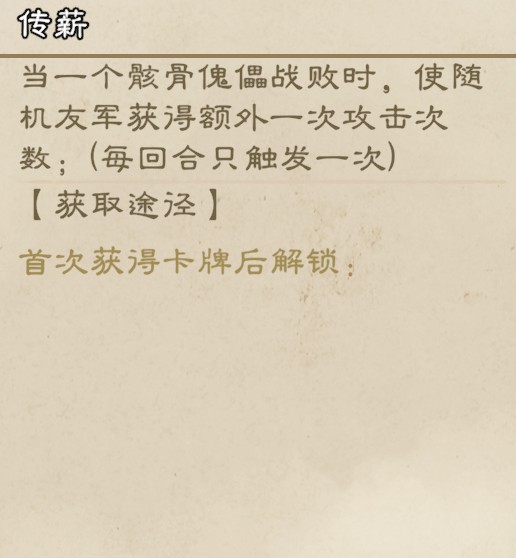 传薪
当一个骸骨傀儡战败时，使随
机友军获得额外一次攻击次
数；(每回合只触发一次)
【获取途径】
首次获得卡牌后解锁；